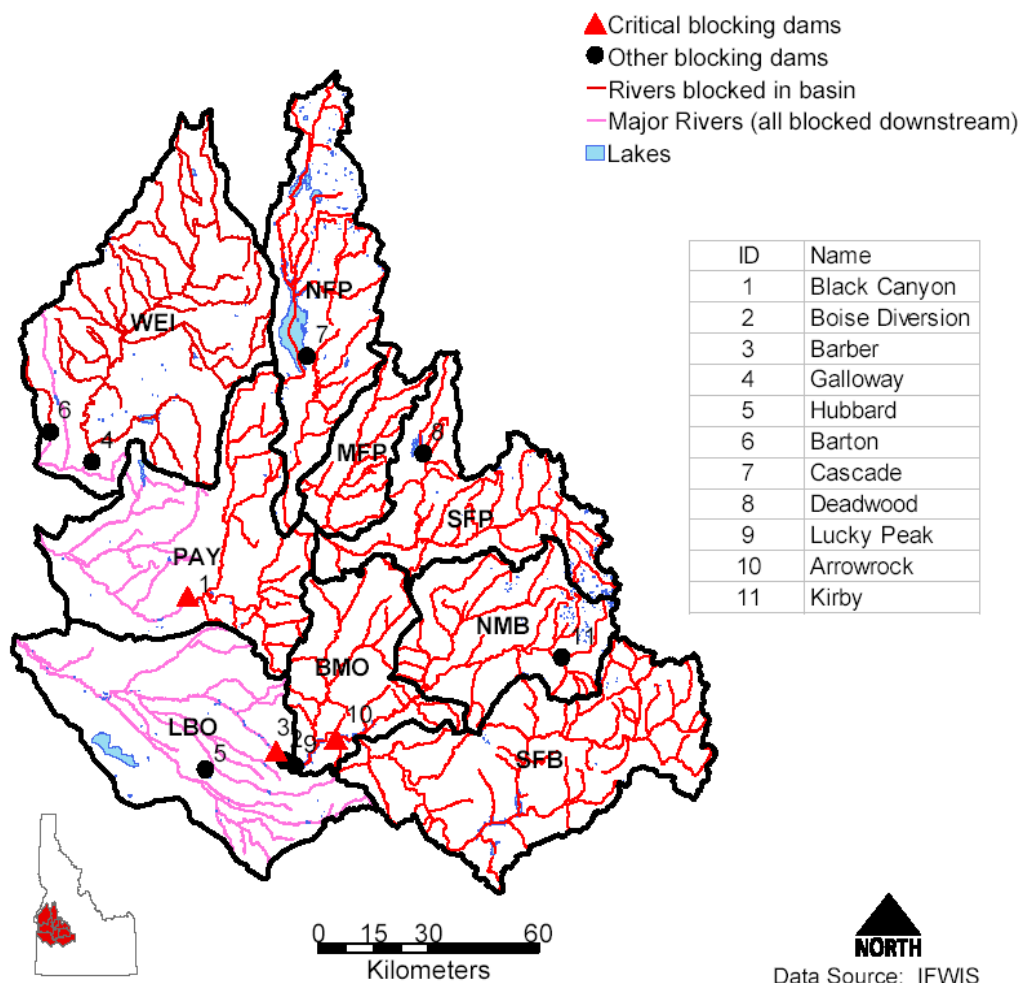 Critical blocking dams
Other blocking dams
Rivers blocked in basin
Major Rivers (all blocked downstream)
Lakes
ID Name
1 Black Canyon
2 Boise Diversion
3 Barber
4 Galloway
5 Hubbard
6 Barton
7 Cascade
8 Deadwood
9 Lucky Peak
10 Arrowrock
11 Kirby
NFP
WEI
7
6
4
8
MFP
SFP
PAY
1
NMB
11
BMO
10
LBO
3
2
9
5
SFB
0 15 30 60
Kilometers
NORTH
Data Source: IFWIS